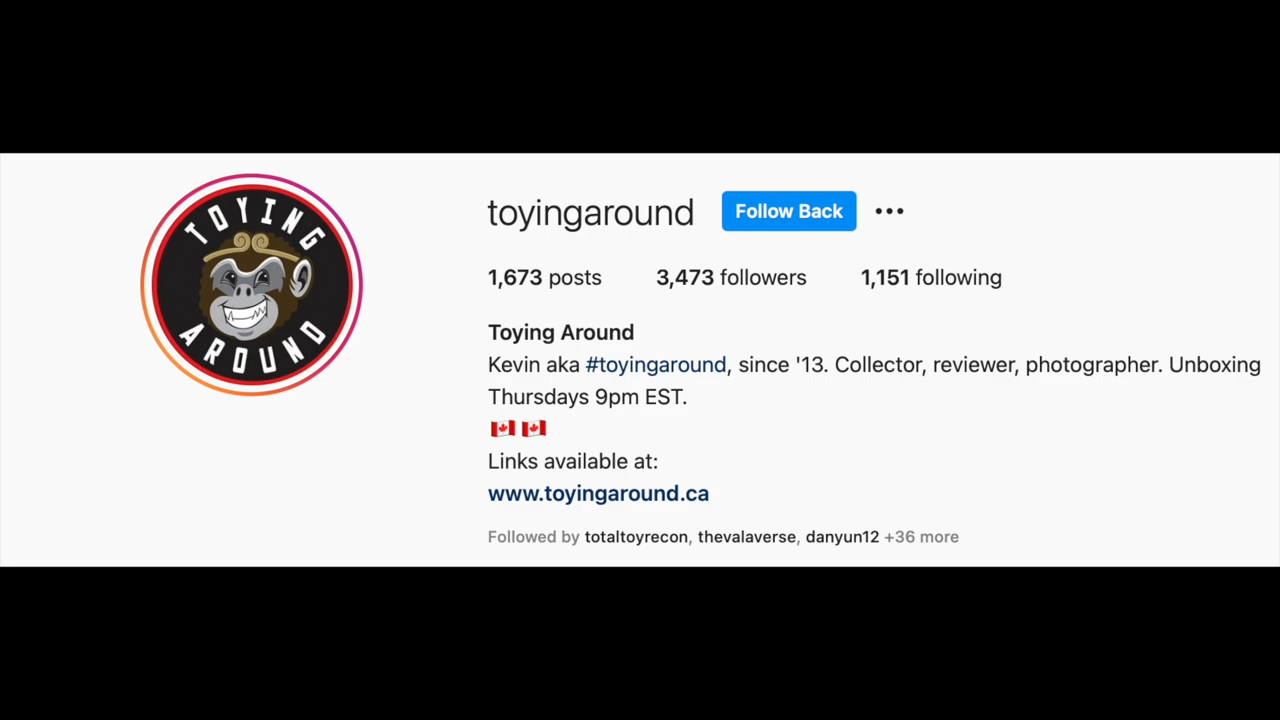 TOYING
AROUND
toyingaround Follow Back •••
1,673 posts 3,473 followers 1,151 following
Toying Around
Kevin aka #toyingaround, since '13. Collector, reviewer, photographer. Unboxing
Thursdays 9pm EST.
🇨🇦🇨🇦
Links available at:
www.toyingaround.ca
Followed by totaltoyrecon, thevalaverse, danyun12 +36 more